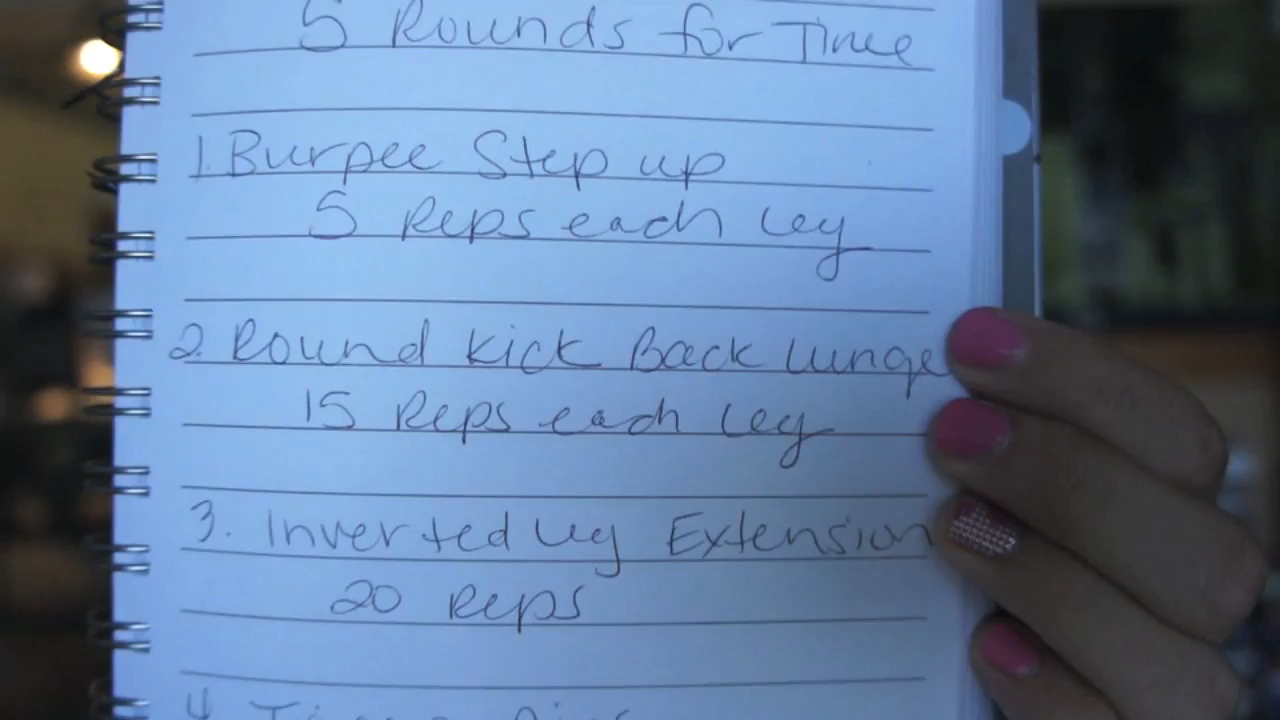 5 Rounds for Time
1. Burpee Step up
5 Reps each leg
2. Round Kick Back Lunge
15 Reps each leg
3. Inverted leg Extension
20 Reps
4